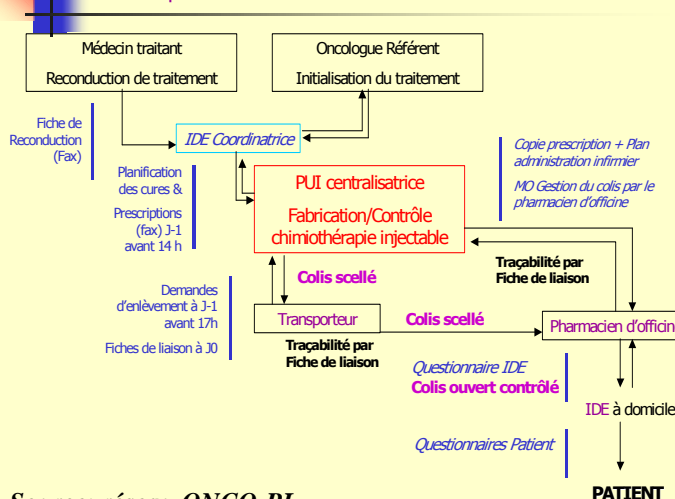 Médecin traitant
Reconduction de traitement
Oncologue Référent
Initialisation du traitement
Fiche de
Reconduction
(Fax)
IDE Coordinatrice
Copie prescription + Plan
administration infirmier
MO Gestion du colis par le
pharmacien d'officine
Planification
des cures &
Prescriptions
(fax) J-1
avant 14 h
PUI centralisatrice
Fabrication/Contrôle
chimiothérapie injectable
Traçabilité par
Fiche de liaison
Colis scellé
Demandes
d'enlèvement à J-1
avant 17h
Fiches de liaison à J0
Transporteur
Colis scellé
Pharmacien d'officin
Traçabilité par
Fiche de liaison
Questionnaire IDE
Colis ouvert contrôlé
IDE à domicile
Questionnaires Patient
PATIENT